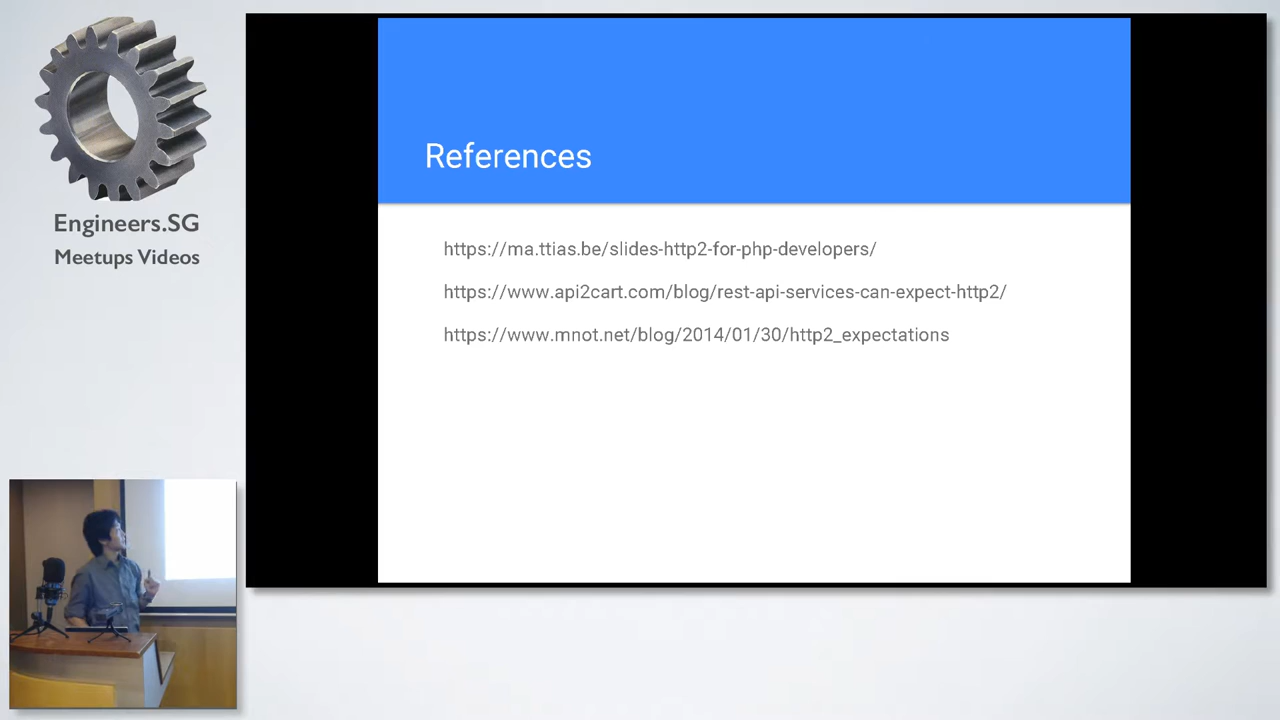 Engineers.SG
Meetups Videos
References
https://ma.ttias.be/slides-http2-for-php-developers/
https://www.api2cart.com/blog/rest-api-services-can-expect-http2/
https://www.mnot.net/blog/2014/01/30/http2_expectations